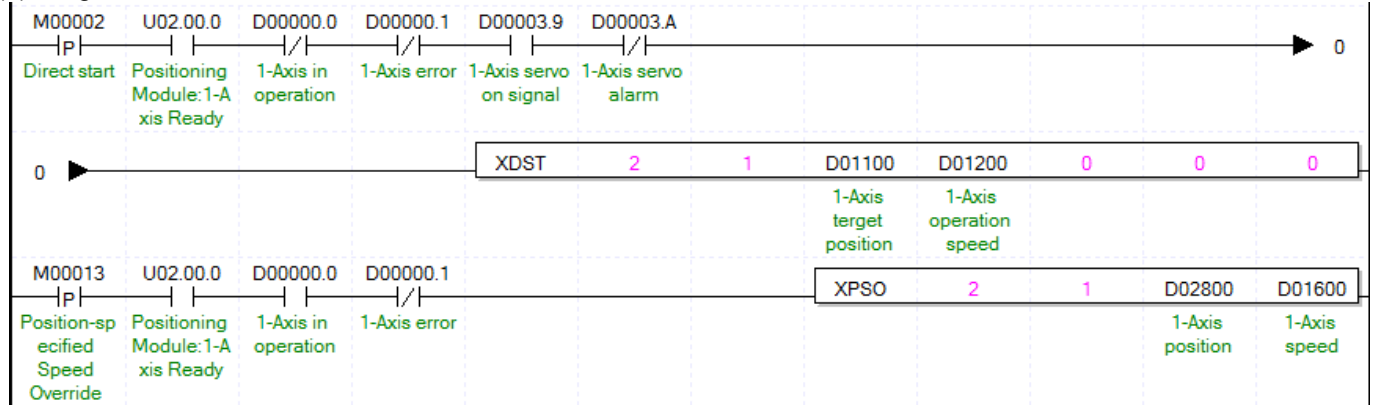 M00002 U02.00.0 D00000.0 D00000.1 D00003.9 D00003.A
P
0
Direct start Positioning 1-Axis in 1-Axis error 1-Axis servo 1-Axis servo
Module:1-A operation on signal alarm
xis Ready
0 XDST 2 1 D01100 D01200 0 0 0
1-Axis 1-Axis
terget operation
position speed
M00013 U02.00.0 D00000.0 D00000.1
P
XPSO 2 1 D02800 D01600
Position-sp Positioning 1-Axis in 1-Axis error 1-Axis 1-Axis
ecified Module:1-A operation position speed
Speed xis Ready
Override